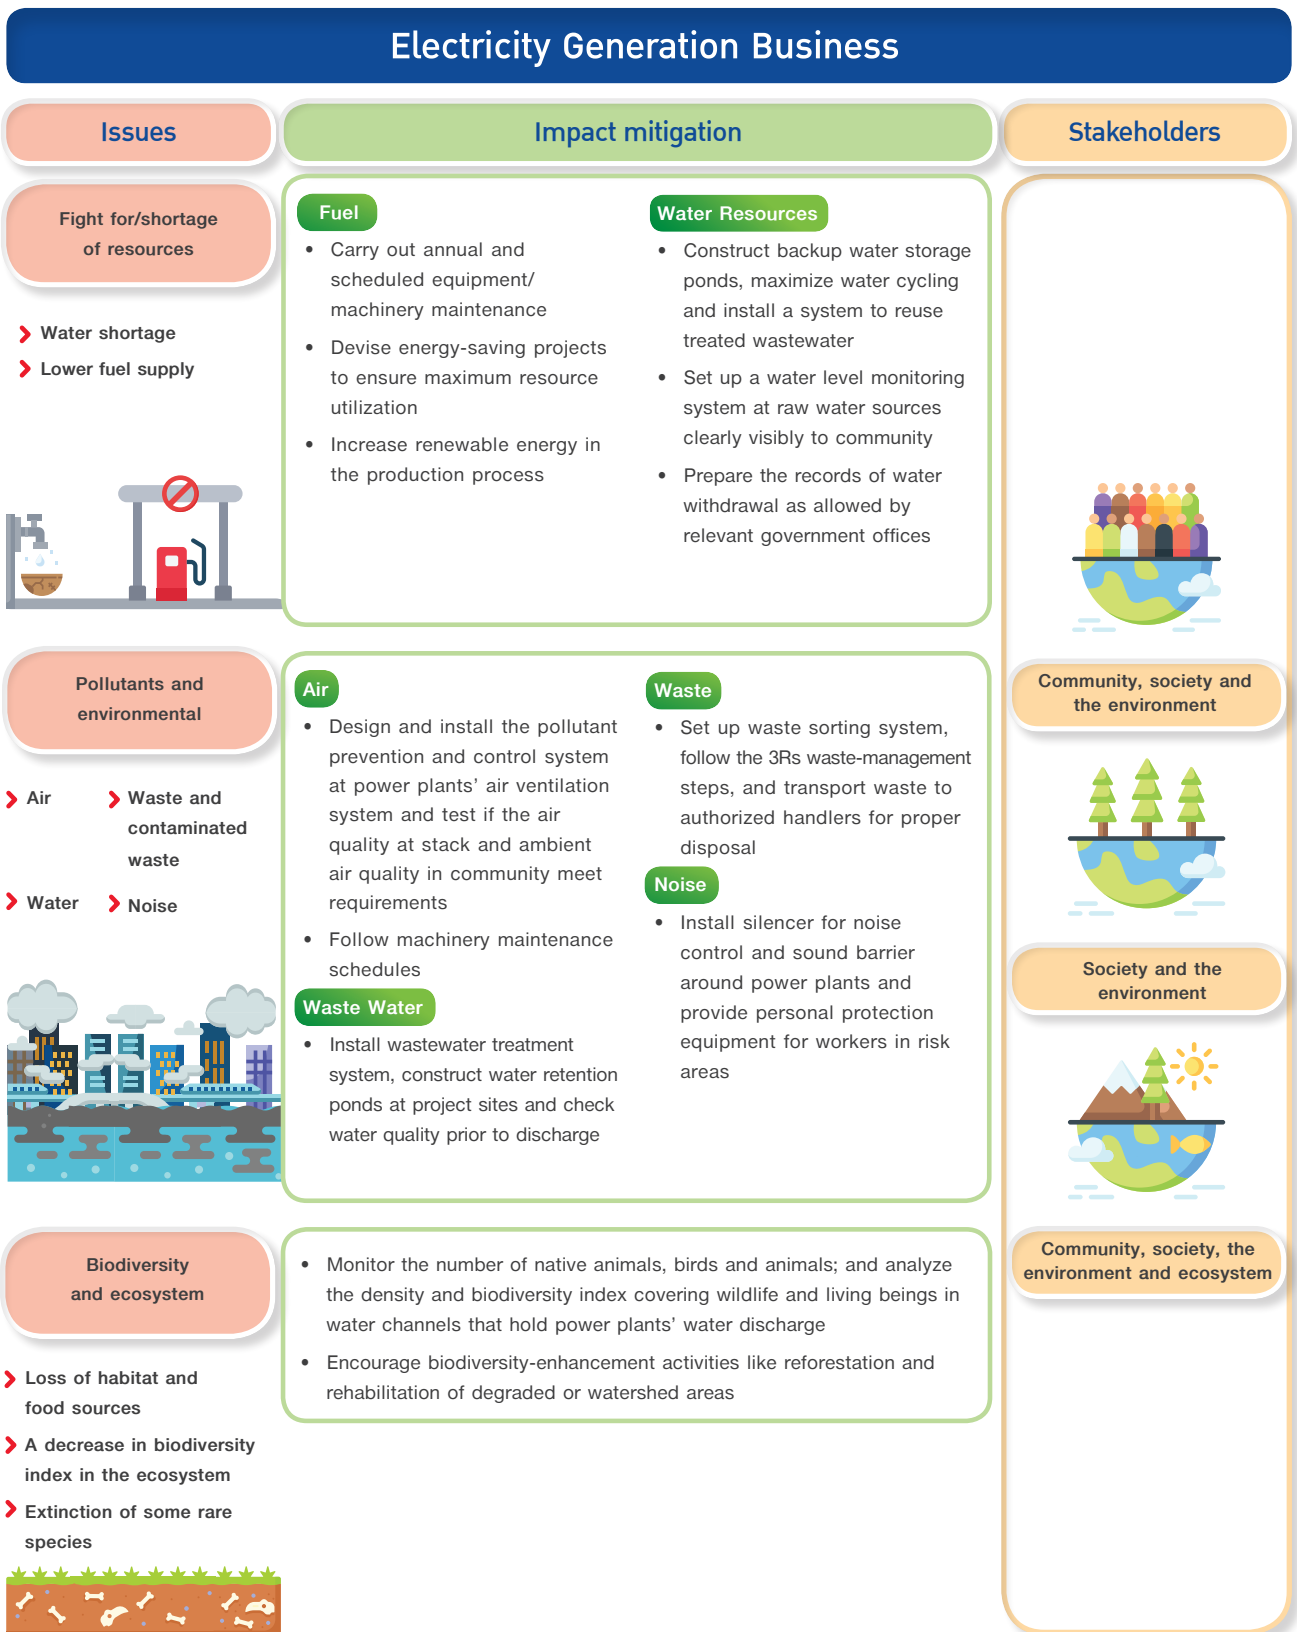 Electricity Generation Business
Issues
Impact mitigation
Stakeholders
Fight for/shortage
of resources
Water shortage
Lower fuel supply
Fuel
• Carry out annual and
scheduled equipment/
machinery maintenance
• Devise energy-saving projects
to ensure maximum resource
utilization
• Increase renewable energy in
the production process
Water Resources
• Construct backup water storage
ponds, maximize water cycling
and install a system to reuse
treated wastewater
• Set up a water level monitoring
system at raw water sources
clearly visibly to community
• Prepare the records of water
withdrawal as allowed by
relevant government offices
Pollutants and
environmental
Air
Waste and
contaminated
waste
Water
Noise
Air
• Design and install the pollutant
prevention and control system
at power plants’ air ventilation
system and test if the air
quality at stack and ambient
air quality in community meet
requirements
• Follow machinery maintenance
schedules
Waste Water
• Install wastewater treatment
system, construct water retention
ponds at project sites and check
water quality prior to discharge
Waste
• Set up waste sorting system,
follow the 3Rs waste-management
steps, and transport waste to
authorized handlers for proper
disposal
Noise
• Install silencer for noise
control and sound barrier
around power plants and
provide personal protection
equipment for workers in risk
areas
Biodiversity
and ecosystem
Loss of habitat and
food sources
A decrease in biodiversity
index in the ecosystem
Extinction of some rare
species
• Monitor the number of native animals, birds and animals; and analyze
the density and biodiversity index covering wildlife and living beings in
water channels that hold power plants’ water discharge
• Encourage biodiversity-enhancement activities like reforestation and
rehabilitation of degraded or watershed areas
Community, society and
the environment
Society and the
environment
Community, society, the
environment and ecosystem